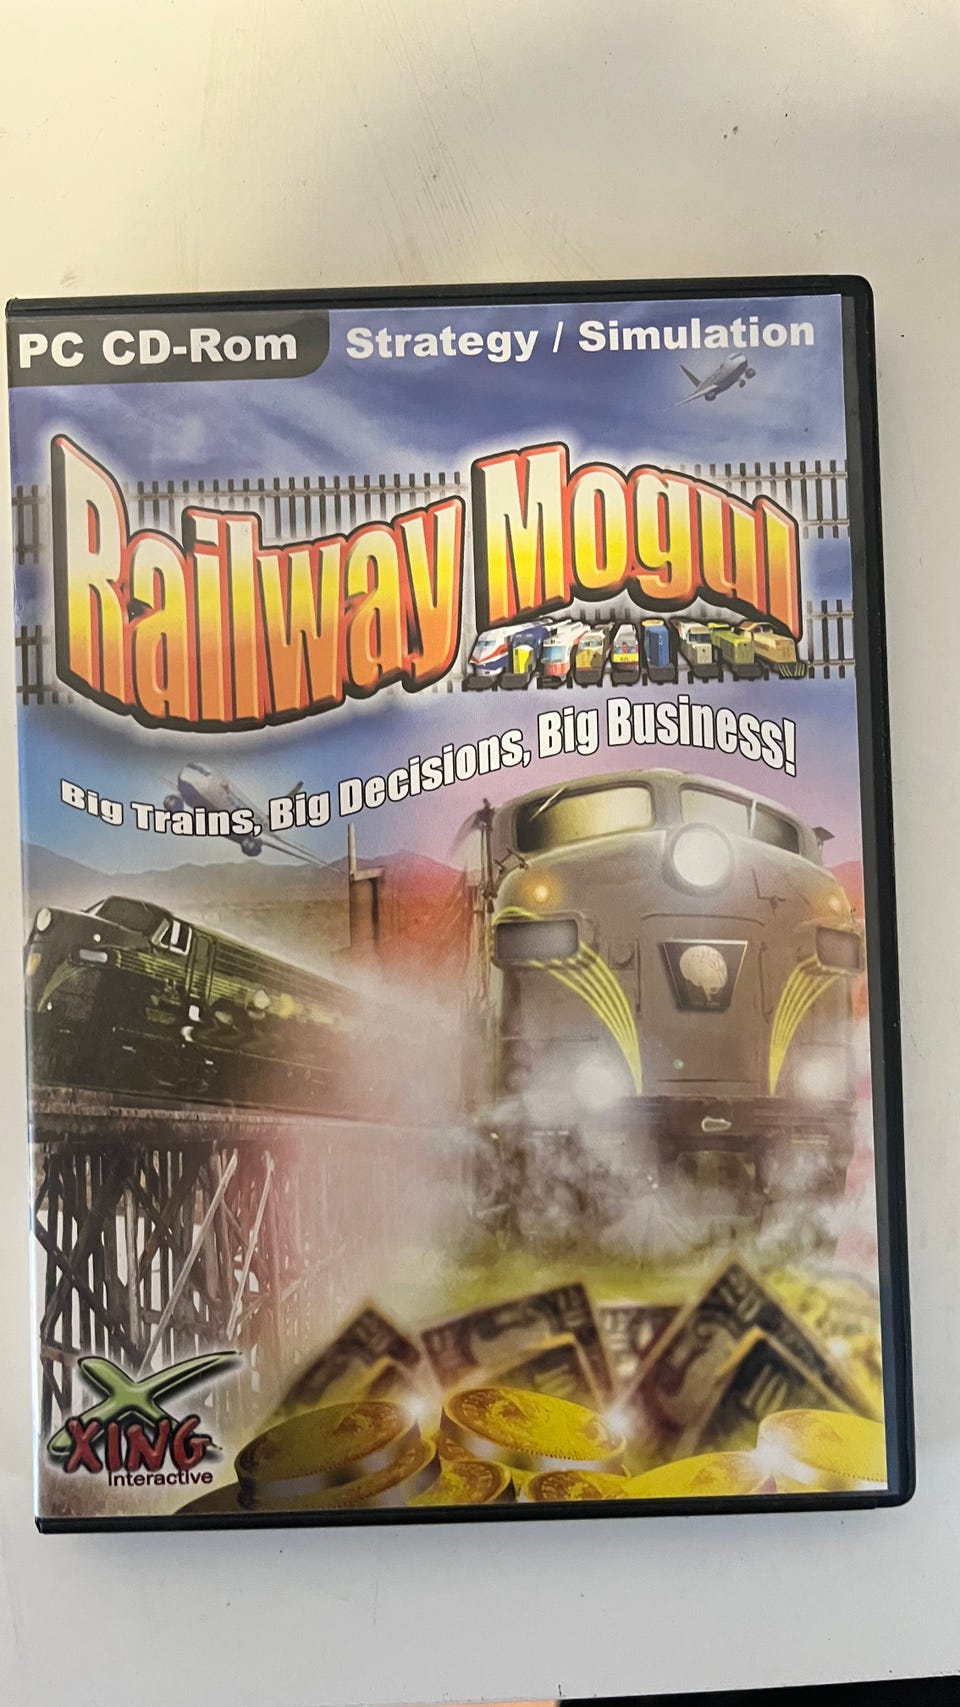 PC CD-Rom
Strategy / Simulation
Railway Mogul
Big Trains, Big Decisions, Big Business!
X
XING
Interactive